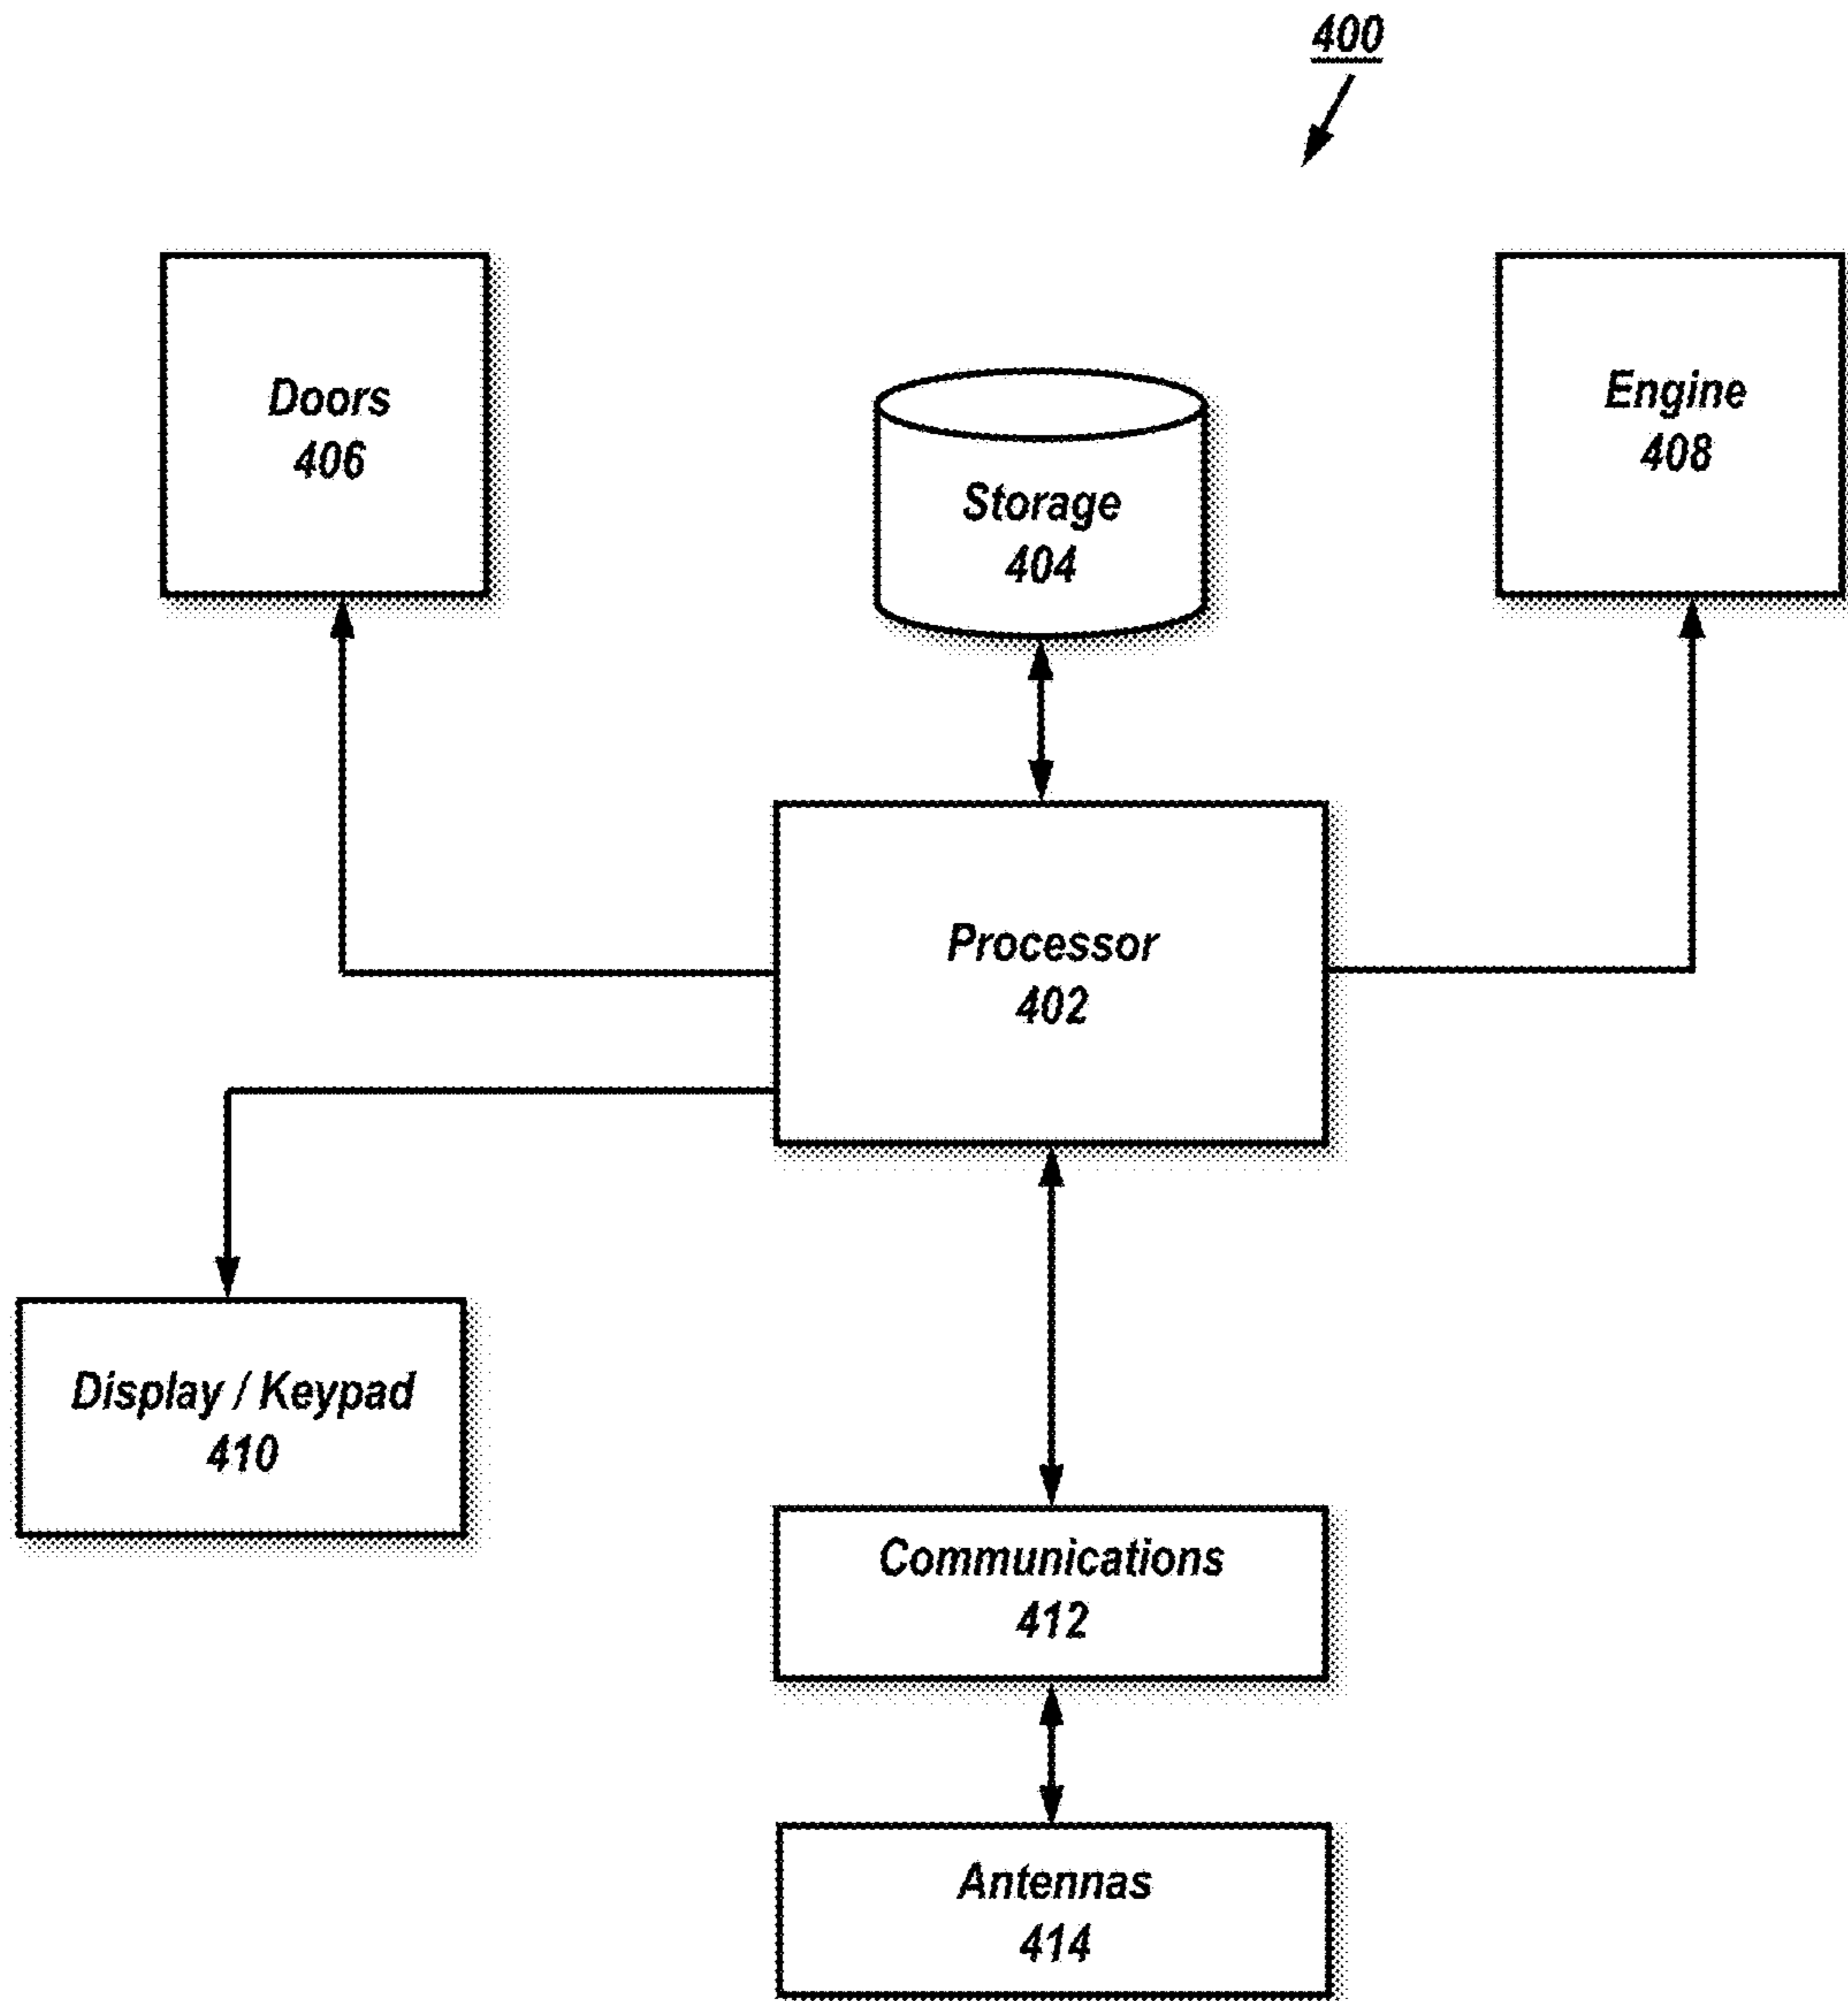 400
Doors
406
Engine
408
Storage
404
Processor
402
Display / Keypad
410
Communications
412
Antennas
414